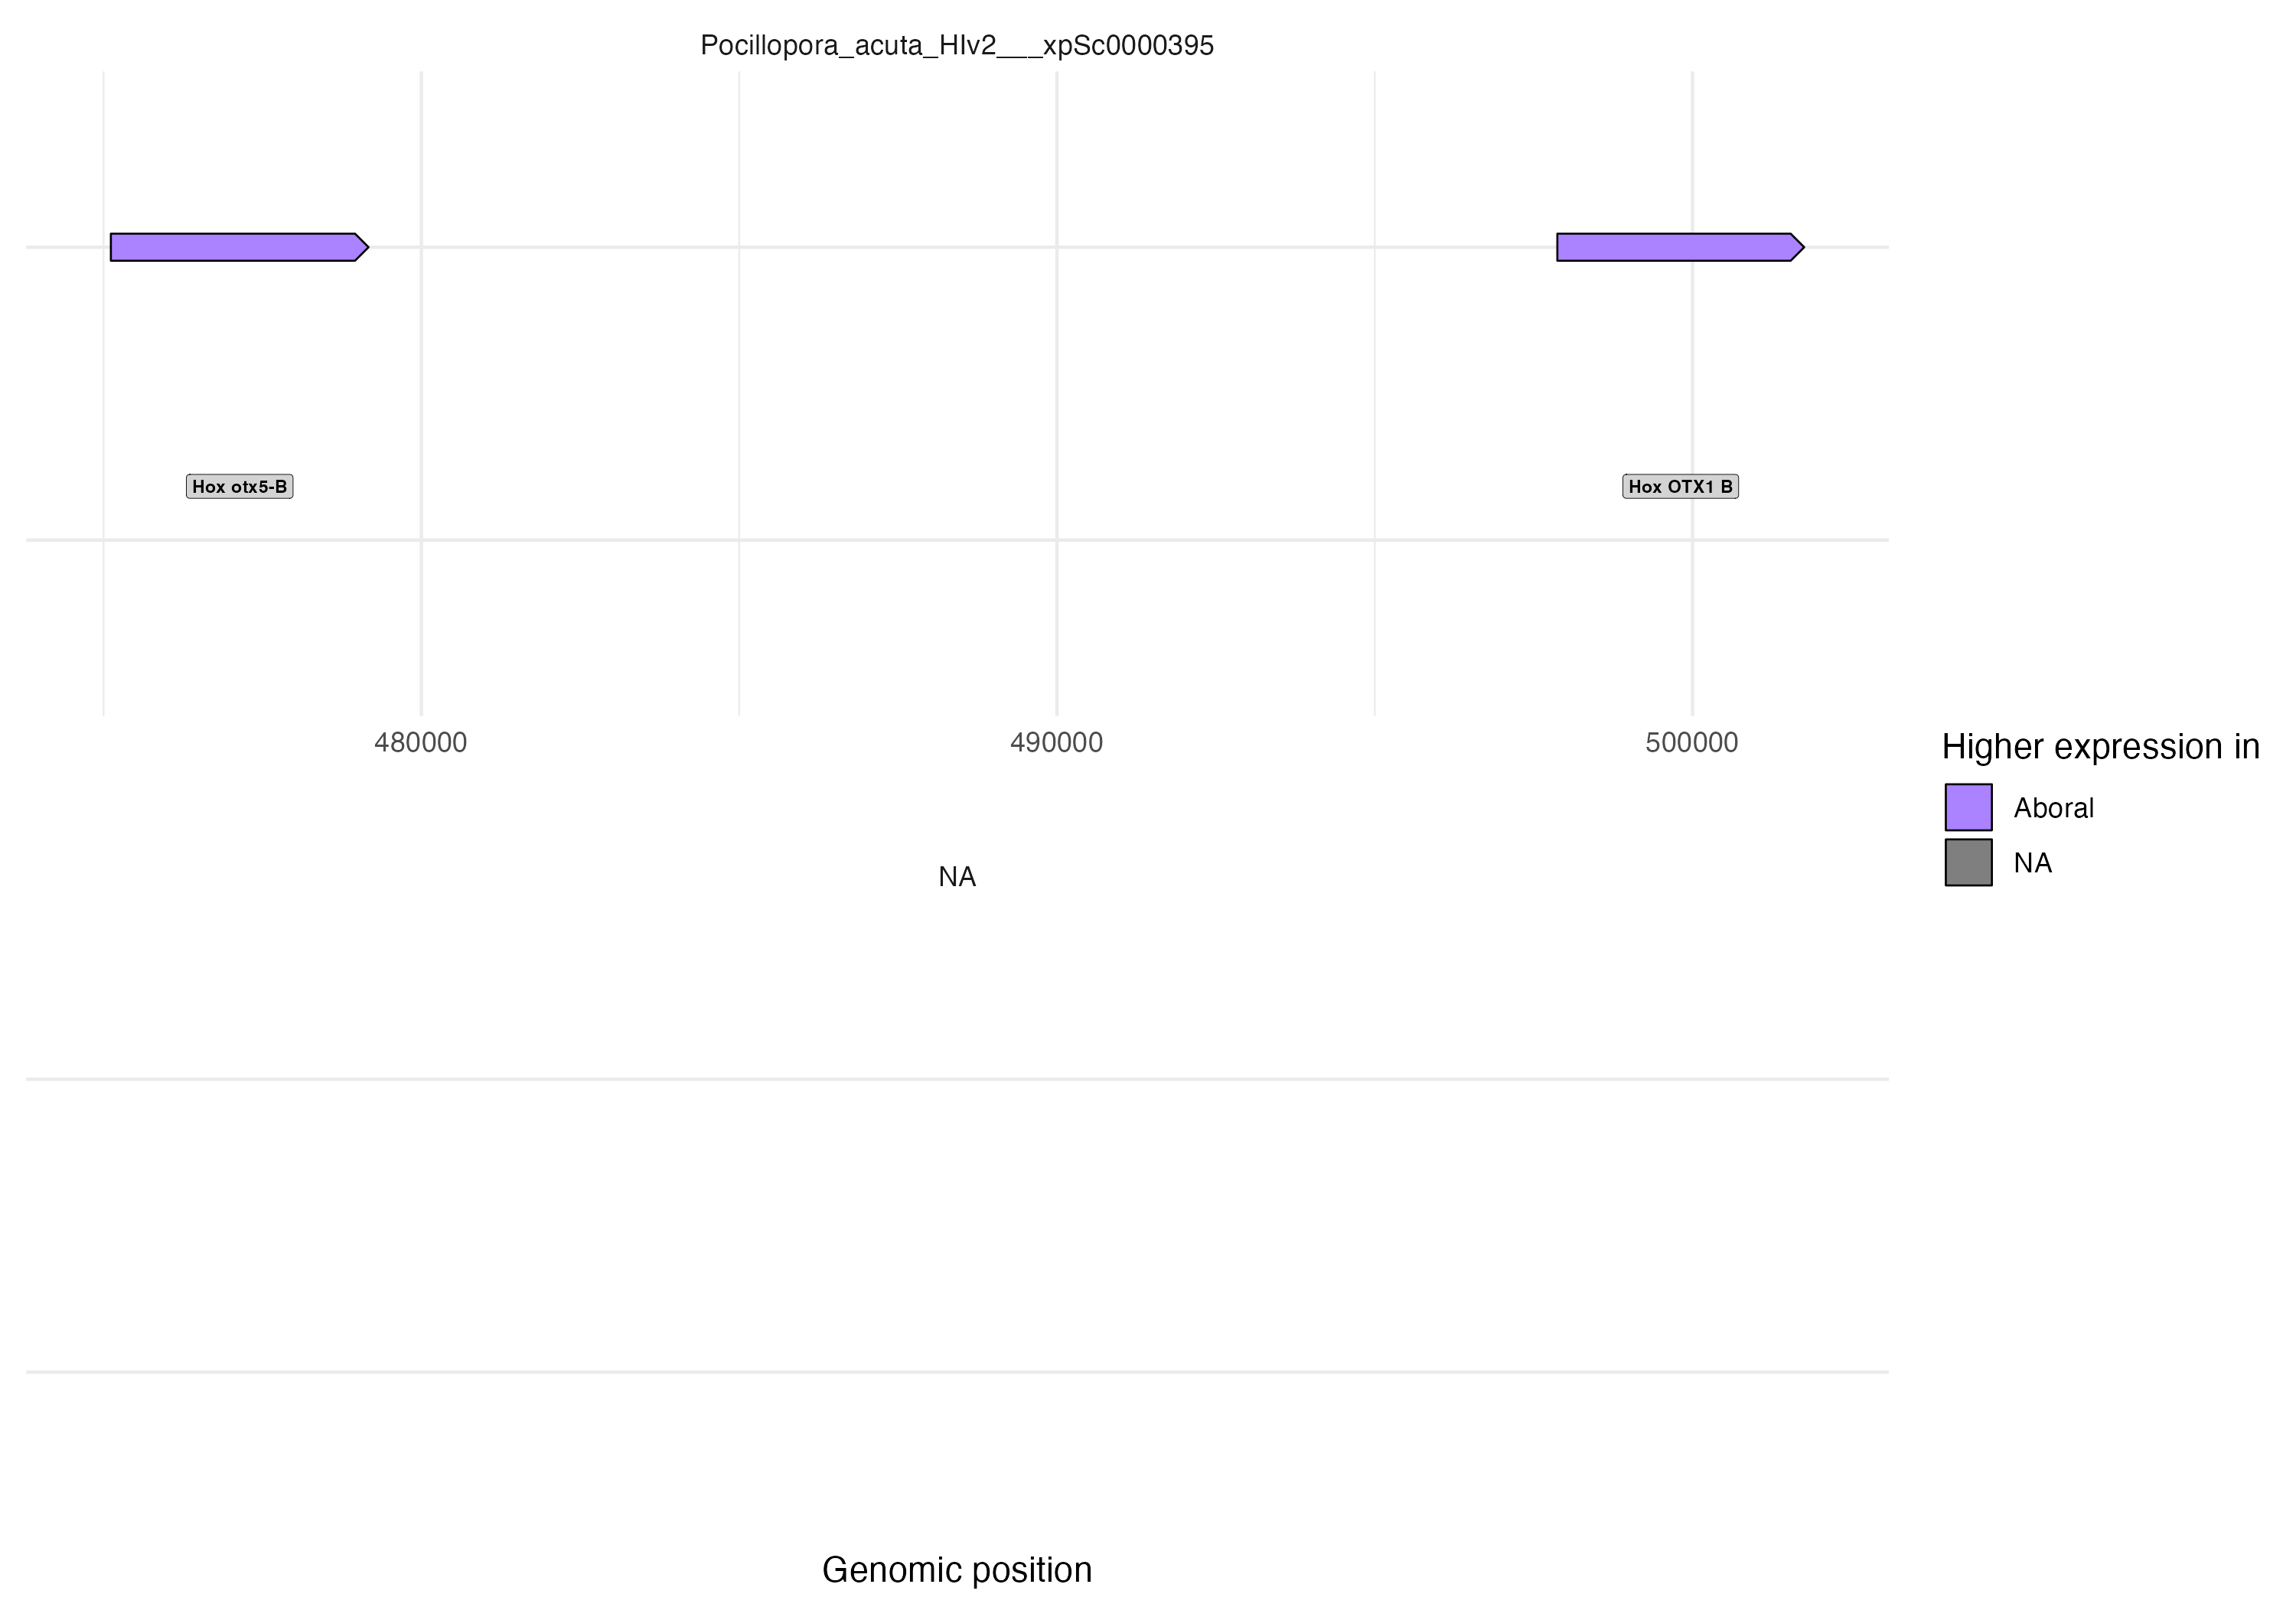 Pocillopora_acuta_HIv2___xpSc0000395
Hox otx5-B
Hox OTX1 B
480000
490000
500000
Higher expression in
Aboral
NA
NA
Genomic position